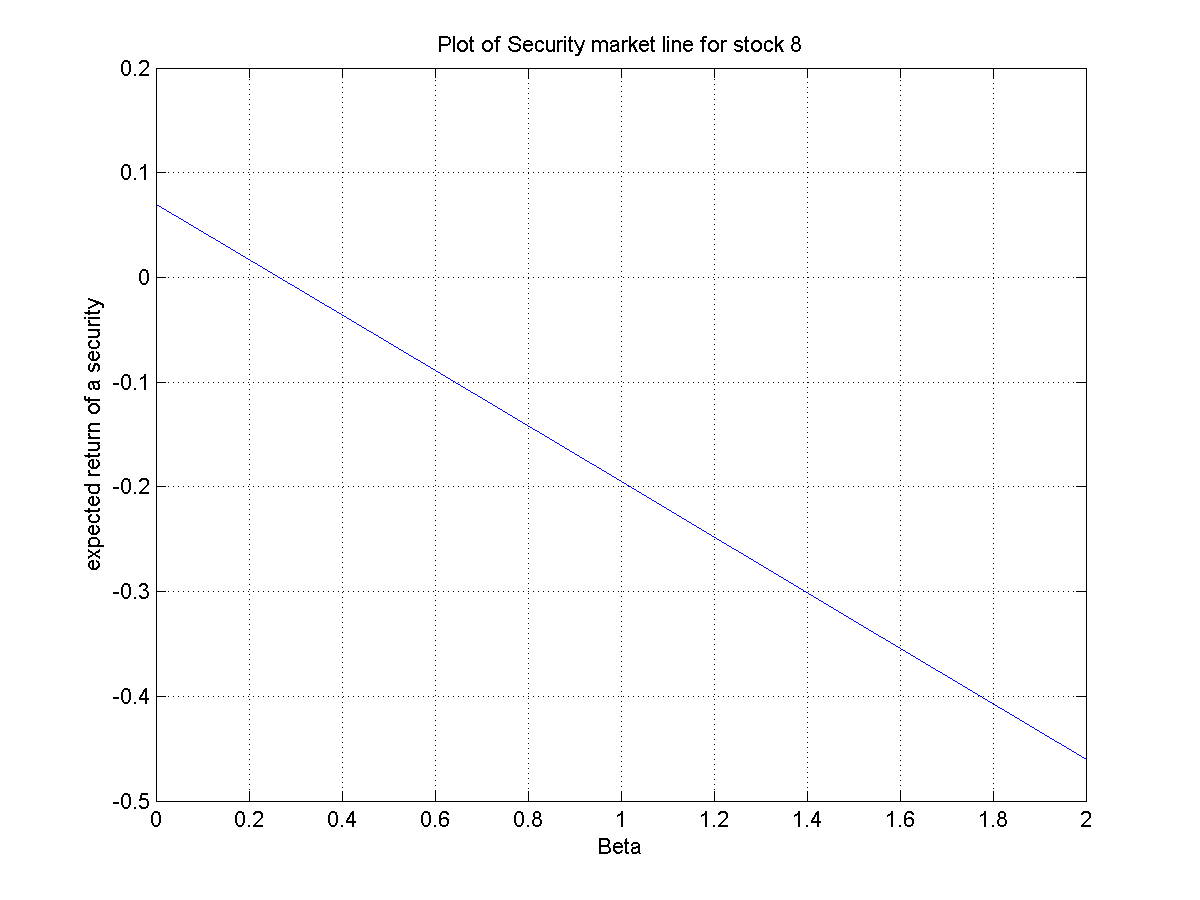 Plot of Security market line for stock 8
0.2
0.1
0
-0.1
-0.2
-0.3
-0.4
-0.5
expected return of a security
0 0.2 0.4 0.6 0.8 1 1.2 1.4 1.6 1.8 2
Beta